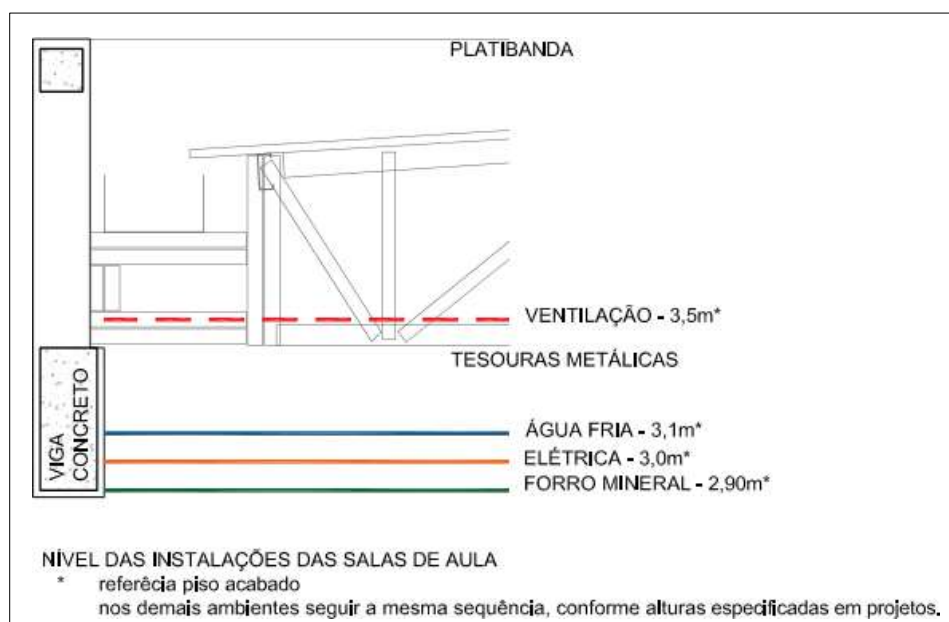 PLATIBANDA
VENTILAÇÃO - 3,5m*
TESOURAS METÁLICAS
VIGA
CONCRETO
ÁGUA FRIA - 3,1m*
ELÉTRICA - 3,0m*
FORRO MINERAL - 2,90m*
NÍVEL DAS INSTALAÇÕES DAS SALAS DE AULA
* referêcia piso acabado
nos demais ambientes seguir a mesma sequência, conforme alturas especificadas em projetos.